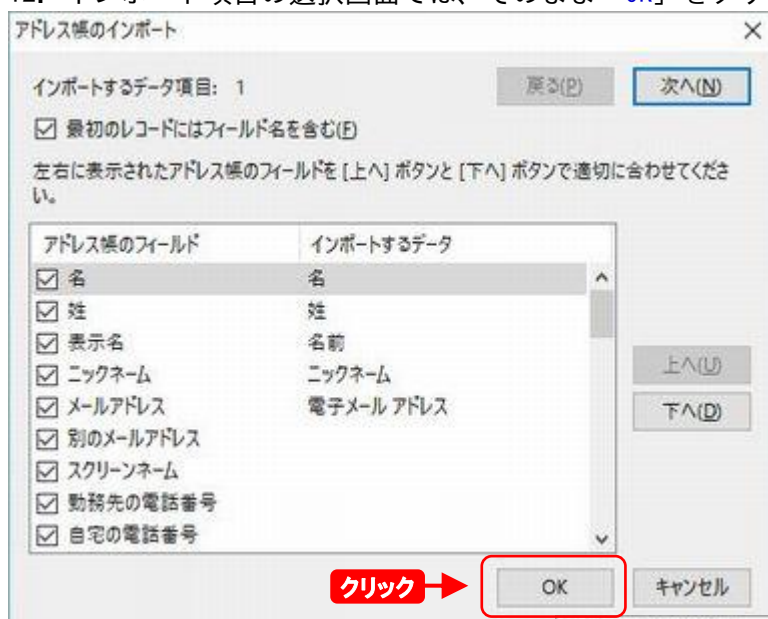 アドレス帳のインポート
インポートするデータ項目: 1 戻る(P) 次へ(N)
最初のレコードにはフィールド名を含む(F)
左右に表示されたアドレス帳のフィールドを [上へ] ボタンと [下へ] ボタンで適切に合わせてくださ
い。
アドレス帳のフィールド インポートするデータ
名 名
姓 姓
表示名 名前
ニックネーム ニックネーム
上へ(U)
メールアドレス 電子メール アドレス
下へ(D)
別のメールアドレス
スクリーンネーム
勤務先の電話番号
自宅の電話番号
クリック OK キャンセル